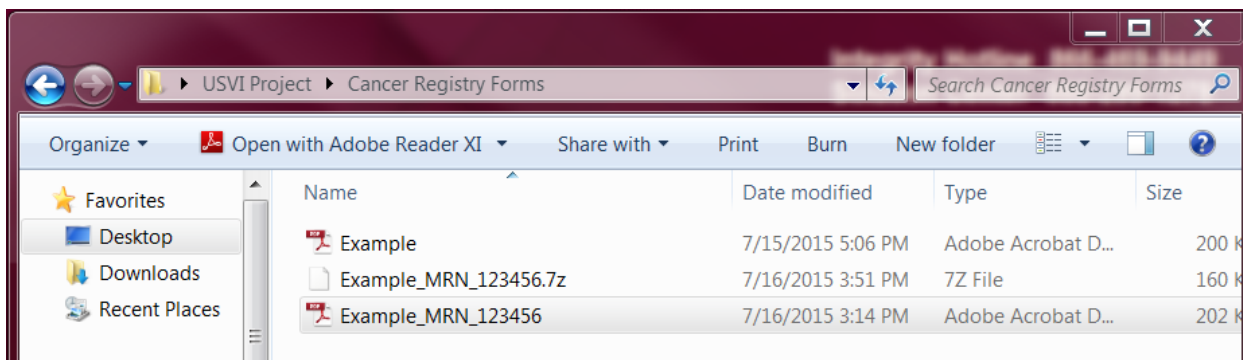 USVI Project ▸ Cancer Registry Forms Search Cancer Registry Forms
Organize Open with Adobe Reader XI Share with Print Burn New folder
Favorites Name Date modified Type Size
Desktop Example 7/15/2015 5:06 PM Adobe Acrobat D... 200 K
Downloads Example_MRN_123456.7z 7/16/2015 3:51 PM 7Z File 160 K
Recent Places Example_MRN_123456 7/16/2015 3:14 PM Adobe Acrobat D... 202 K